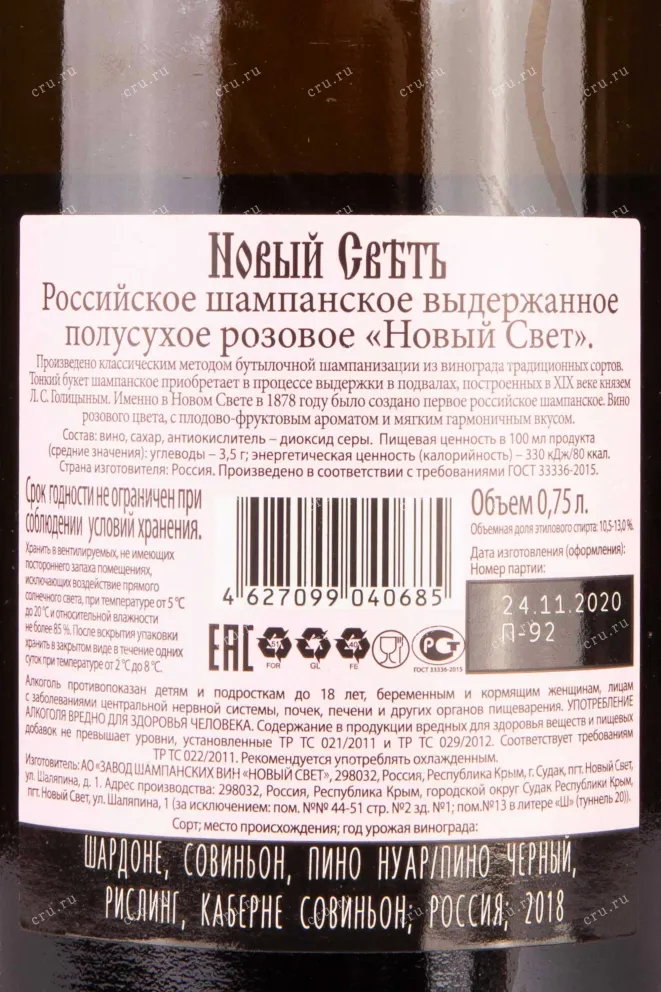 Новый Свѣтъ
Российское шампанское выдержанное
полусухое розовое «Новый Свет».
Произведено классическим методом бутылочной шампанизации из винограда традиционных сортов.
Тонкий букет шампанское приобретает в процессе выдержки в подвалах, построенных в XIX веке князем
Л. С. Голицыным. Именно в Новом Свете в 1878 году было создано первое российское шампанское. Вино
розового цвета, с плодово-фруктовым ароматом и мягким гармоничным вкусом.
Состав: вино, сахар, антиокислитель – диоксид серы. Пищевая ценность в 100 мл продукта
(средние значения): углеводы – 3,5 г; энергетическая ценность (калорийность) – 330 кДж/80 ккал.
Страна изготовителя: Россия. Произведено в соответствии с требованиями ГОСТ 33336-2015.
Срок годности не ограничен при
соблюдении условий хранения.
Хранить в вентилируемых, не имеющих
постороннего запаха помещениях,
исключающих воздействие прямого
солнечного света, при температуре от 5 °С
до 20 °С и относительной влажности
не более 85 %. После вскрытия упаковки
хранить в закрытом виде в течение одних
суток при температуре от 2 °С до 8 °С.
4 627099 040685
Объем 0,75 л.
Объемная доля этилового спирта: 10,5-13,0 %.
Дата изготовления (оформления):
Номер партии:
24.11.2020
П-92
ЕАС
51
FOR
GL
40
FE
РСТ
ГОСТ 33336-2015
Алкоголь противопоказан детям и подросткам до 18 лет, беременным и кормящим женщинам, лицам
с заболеваниями центральной нервной системы, почек, печени и других органов пищеварения. УПОТРЕБЛЕНИЕ
АЛКОГОЛЯ ВРЕДНО ДЛЯ ЗДОРОВЬЯ ЧЕЛОВЕКА. Содержание в продукции вредных для здоровья веществ и пищевых
добавок не превышает уровни, установленные ТР ТС 021/2011 и ТР ТС 029/2012. Соответствует требованиям
ТР ТС 022/2011. Рекомендуется употреблять охлажденным.
Изготовитель: АО «ЗАВОД ШАМПАНСКИХ ВИН «НОВЫЙ СВЕТ», 298032, Россия, Республика Крым, г. Судак, пгт. Новый Свет,
ул. Шаляпина, д. 1. Адрес производства: 298032, Россия, Республика Крым, городской округ Судак Республики Крым,
пгт. Новый Свет, ул. Шаляпина, 1 (за исключением: пом. №№ 44-51 стр. №2 зд. №1; пом. №13 в литере «Ш» (туннель 20)).
Сорт; место происхождения; год урожая винограда:
ШАРДОНЕ, СОВИНЬОН, ПИНО НУАР/ПИНО ЧЕРНЫЙ,
РИСЛИНГ, КАБЕРНЕ СОВИНЬОН; РОССИЯ; 2018